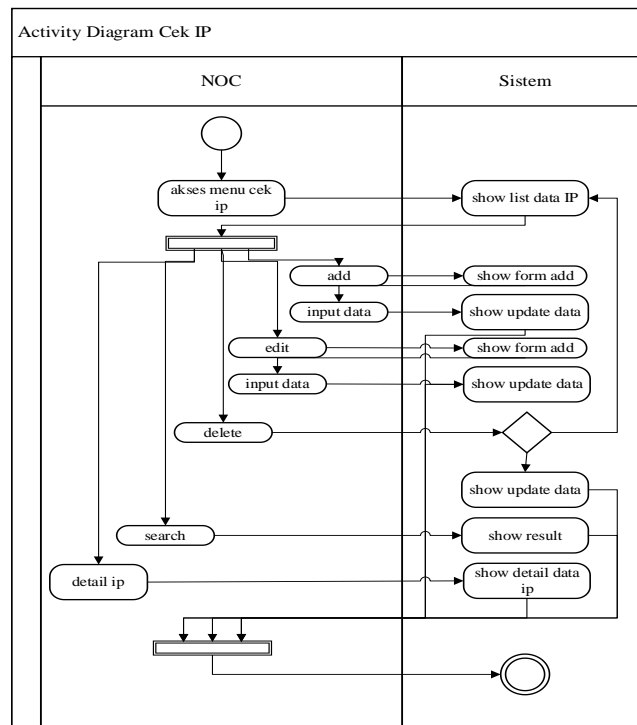 Activity Diagram Cek IP
NOC
Sistem
akses menu cek
ip
show list data IP
add
show form add
input data
show update data
edit
show form add
input data
show update data
delete
show update data
search
show result
detail ip
show detail data
ip